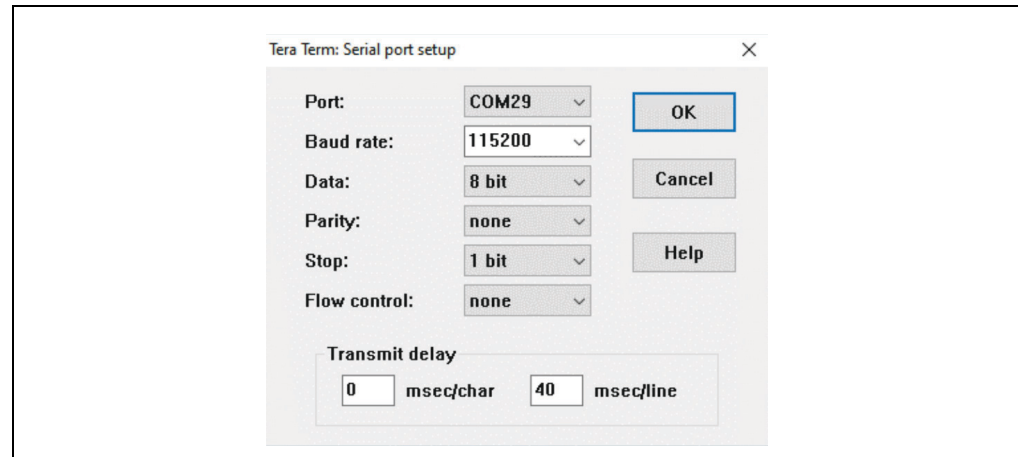 Tera Term: Serial port setup
Port: COM29 OK
Baud rate: 115200
Data: 8 bit Cancel
Parity: none
Stop: 1 bit Help
Flow control: none
Transmit delay
0 msec/char 40 msec/line